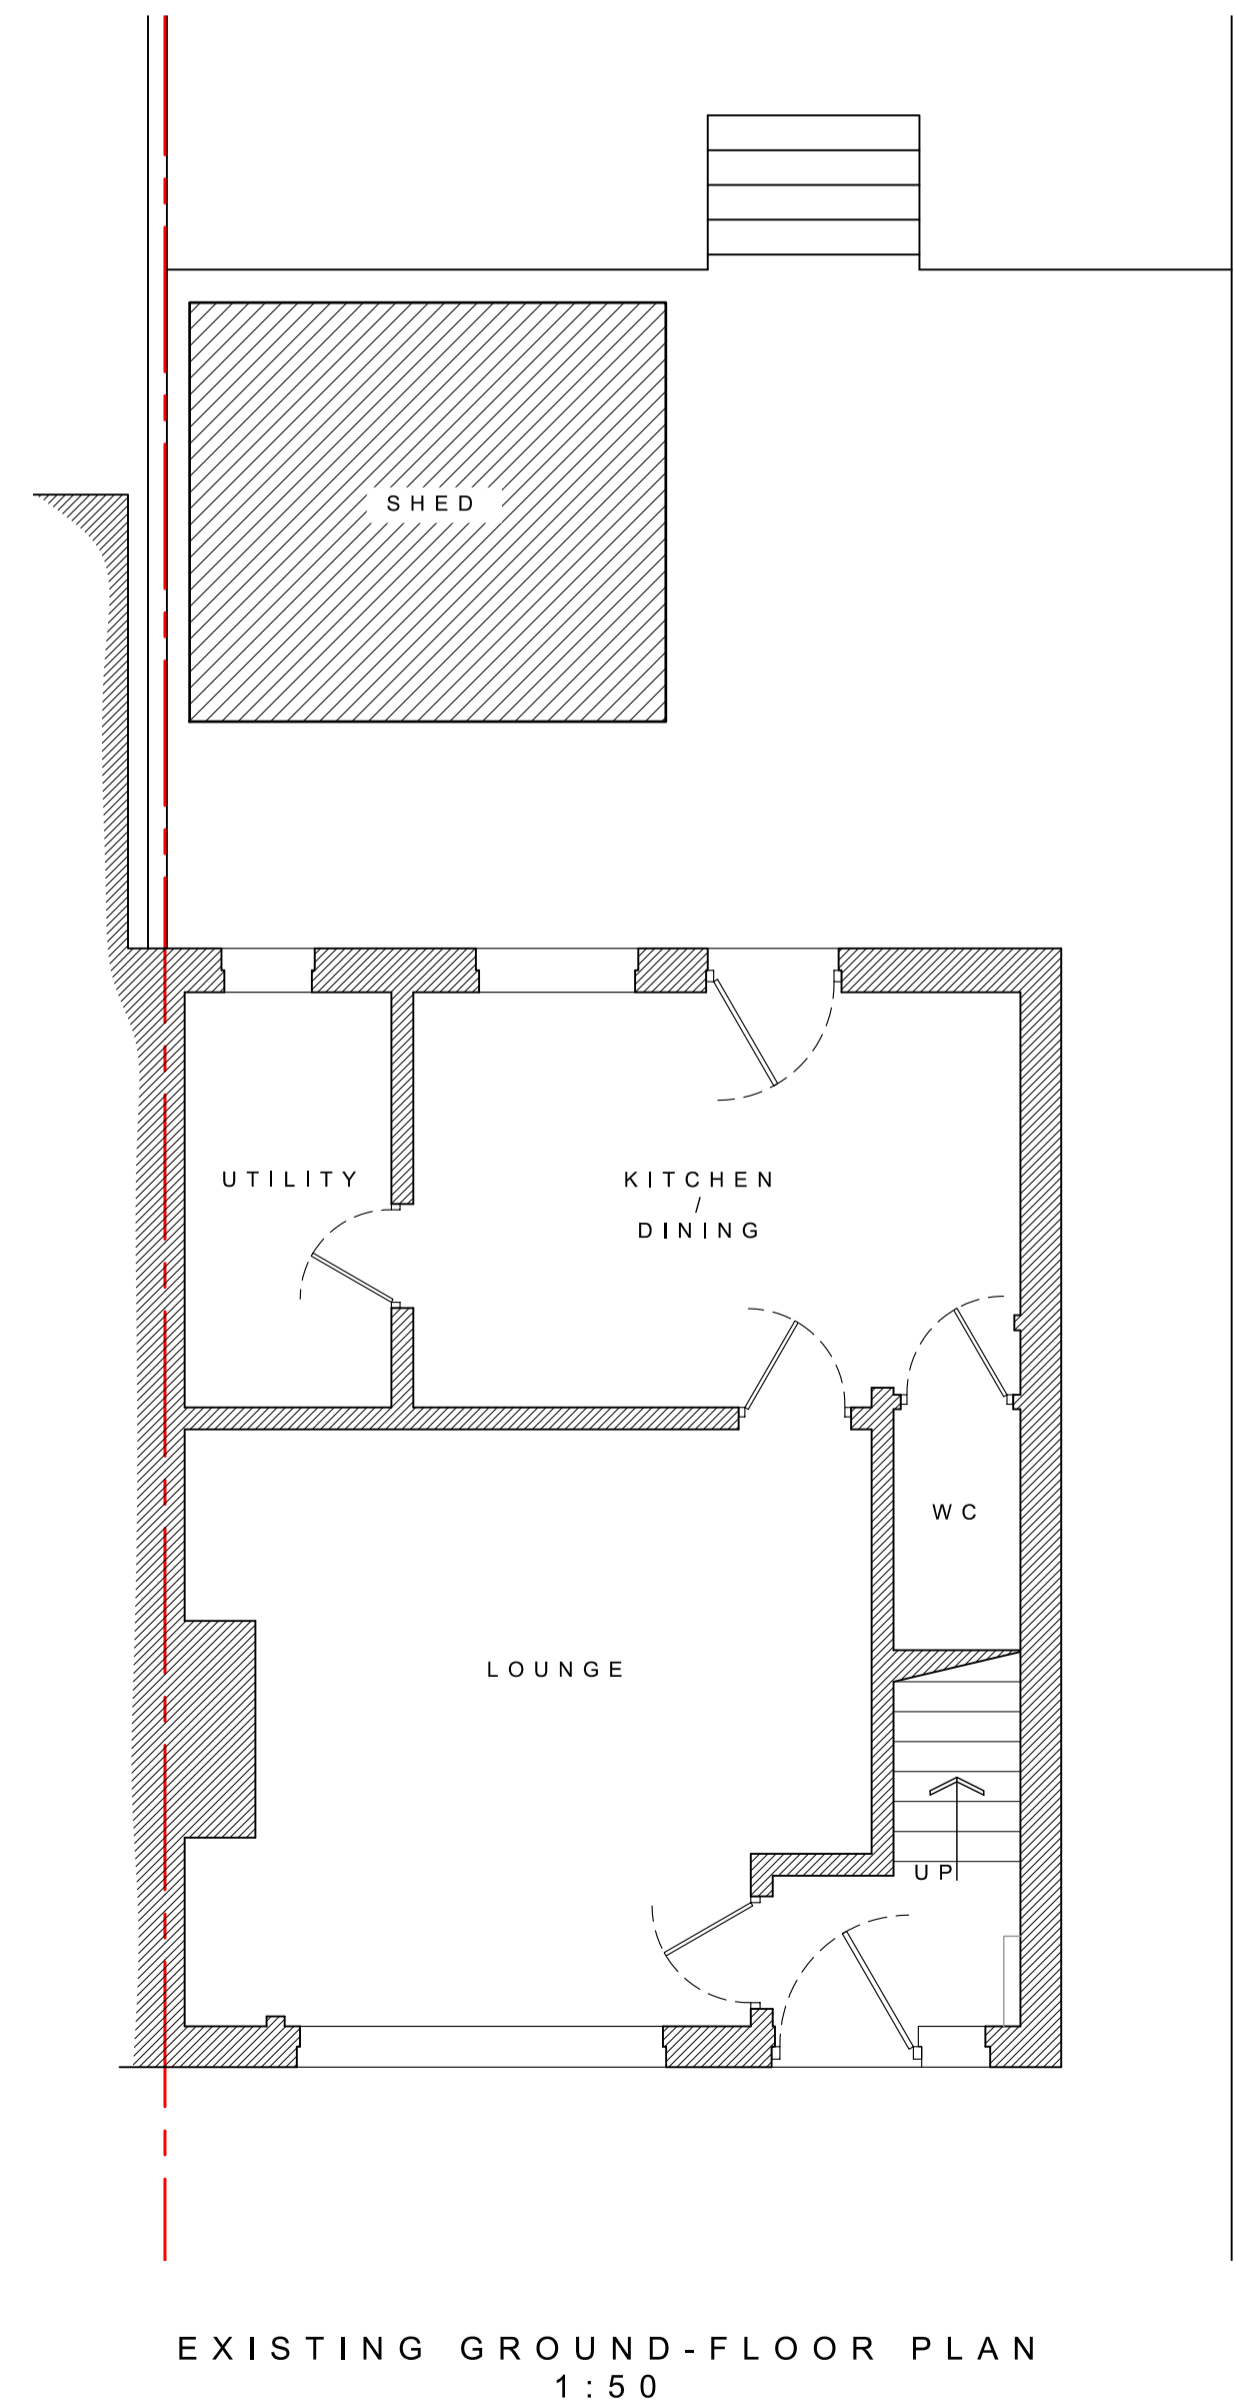 SHED
UTILITY
KITCHEN
/
DINING
WC
LOUNGE
UP
EXISTING GROUND-FLOOR PLAN
1:50